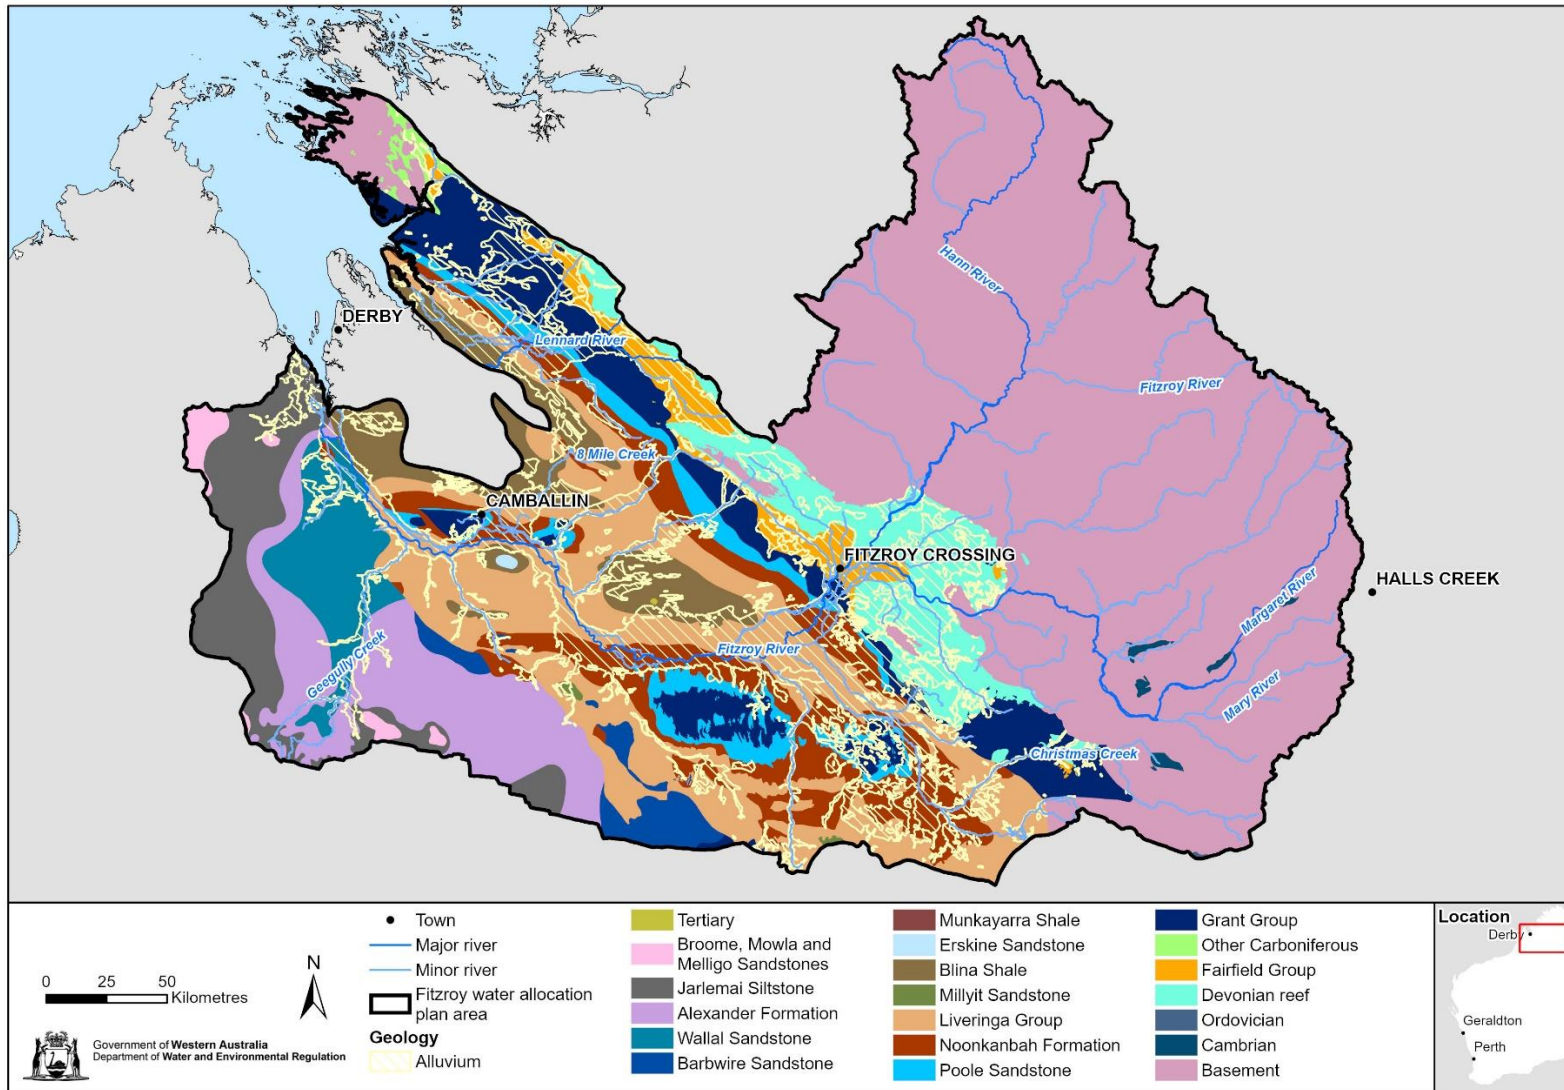 Hann River
DERBY
Lennard River
Fitzroy River
8 Mile Creek
CAMBALLIN
FITZROY CROSSING
HALLS CREEK
Margaret River
Fitzroy River
Geegully Creek
Mary River
Christmas Creek
0 25 50
Kilometres
N
Government of Western Australia
Department of Water and Environmental Regulation
Town
Major river
Minor river
Fitzroy water allocation
plan area
Geology
Alluvium
Tertiary
Broome, Mowla and
Melligo Sandstones
Jarlemai Siltstone
Alexander Formation
Wallal Sandstone
Barbwire Sandstone
Munkayarra Shale
Erskine Sandstone
Blina Shale
Millyit Sandstone
Liveringa Group
Noonkanbah Formation
Poole Sandstone
Grant Group
Other Carboniferous
Fairfield Group
Devonian reef
Ordovician
Cambrian
Basement
Location
Derby
Geraldton
Perth